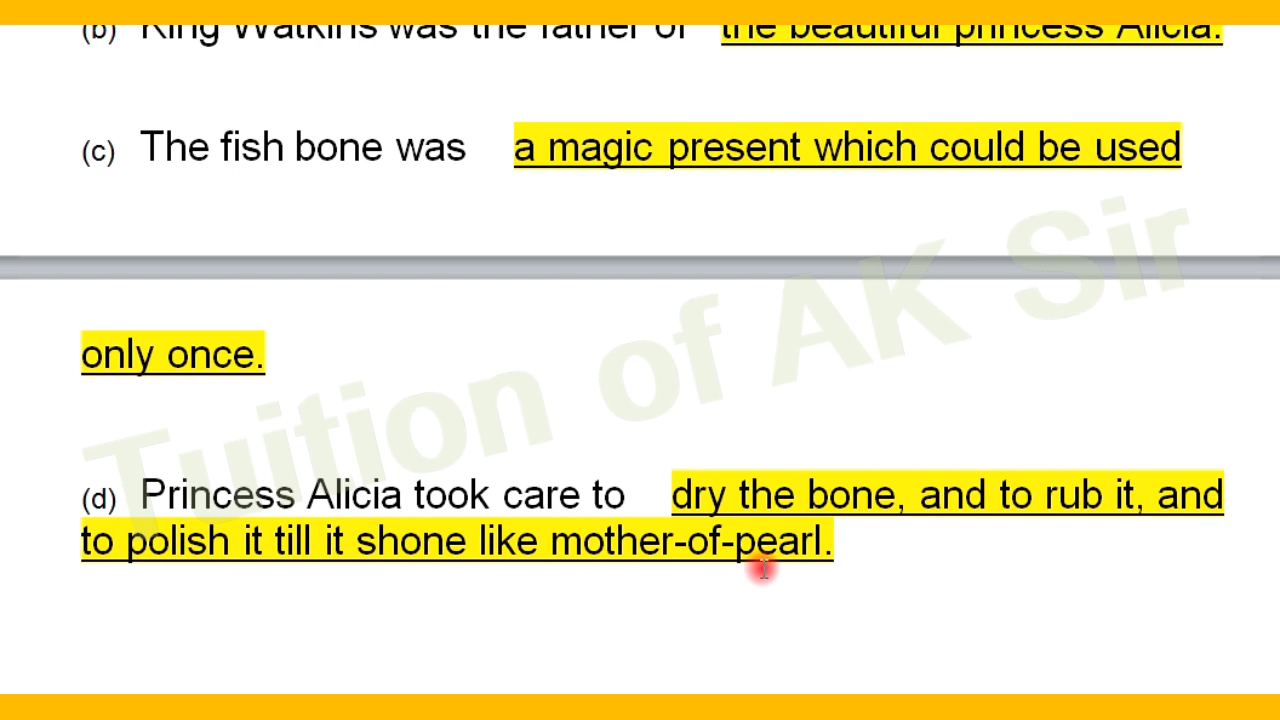 (b) King Watkins was the father of the beautiful princess Alicia.
(c) The fish bone was a magic present which could be used
only once.
(d) Princess Alicia took care to dry the bone, and to rub it, and
to polish it till it shone like mother-of-pearl.
Tuition of AK Sir